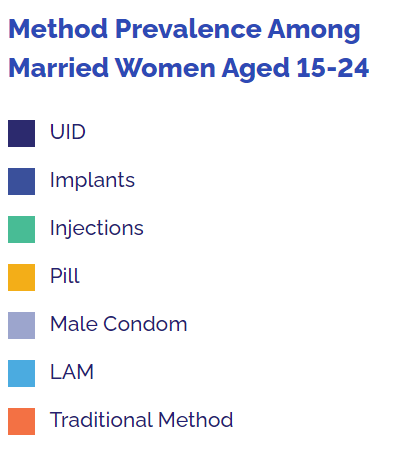 Method Prevalence Among
Married Women Aged 15-24
UID
Implants
Injections
Pill
Male Condom
LAM
Traditional Method